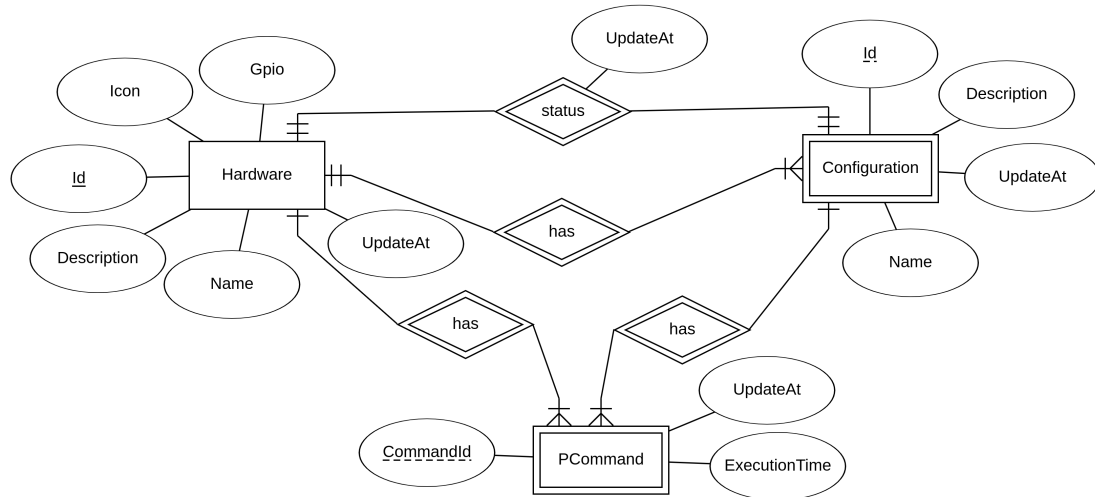 UpdateAt
Id
Gpio
Icon
Description
status
Configuration
Hardware
Id
UpdateAt
has
UpdateAt
Description
Name
Name
has
has
UpdateAt
CommandId
PCommand
ExecutionTime